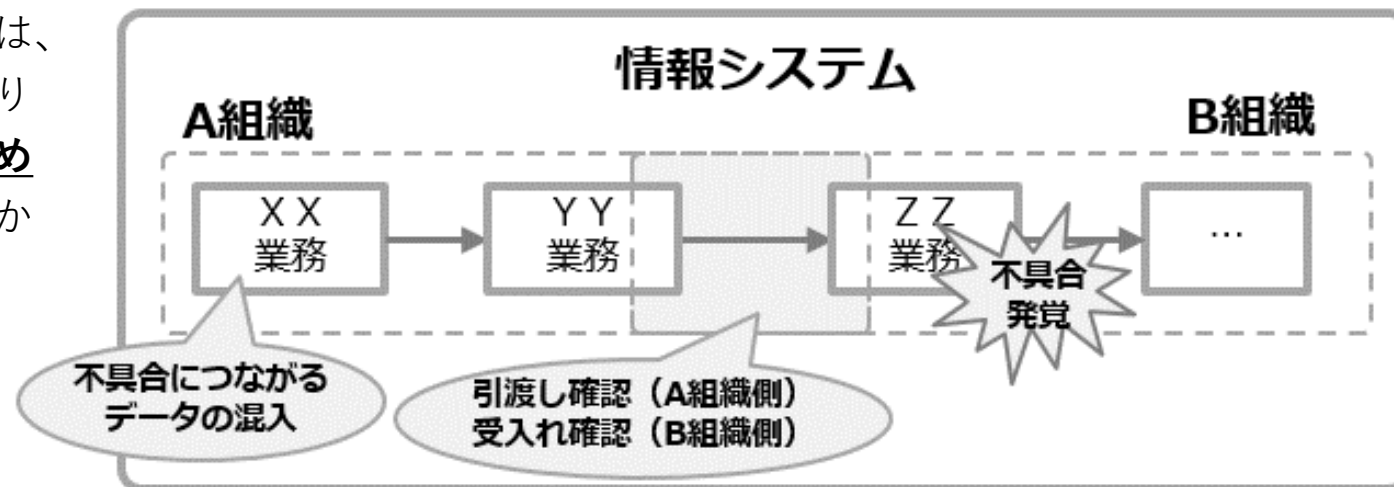 は、
り
め
か
情報システム
A組織
B組織
ＸＸ
業務
ＹＹ
業務
ＺＺ
業務
…
不具合
発覚
不具合につながる
データの混入
引渡し確認（A組織側）
受入れ確認（B組織側）